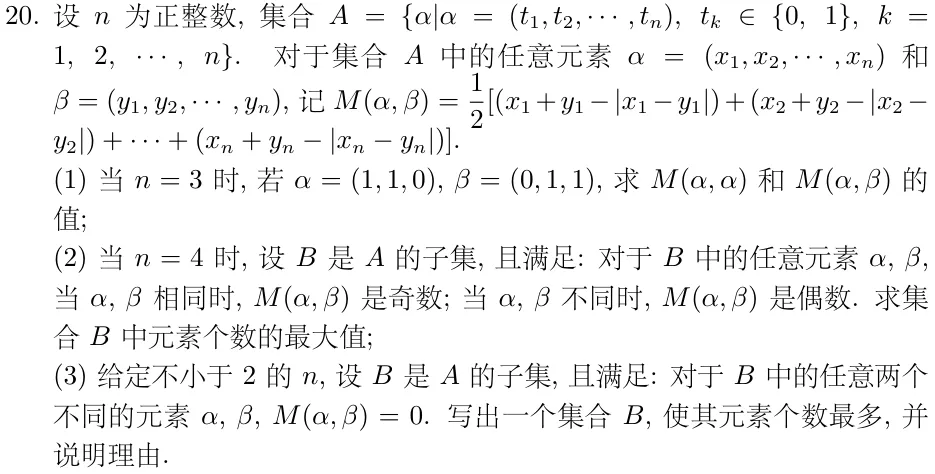 20. 设 n 为正整数, 集合 A = {α|α = (t₁, t₂, ⋯, tₙ), tₖ ∈ {0, 1}, k =
1, 2, ⋯, n}. 对于集合 A 中的任意元素 α = (x₁, x₂, ⋯, xₙ) 和
β = (y₁, y₂, ⋯, yₙ), 记 M(α, β) = 1/2[(x₁+y₁−|x₁−y₁|)+(x₂+y₂−|x₂−
y₂|)+⋯+(xₙ+yₙ−|xₙ−yₙ|)].
(1) 当 n = 3 时, 若 α = (1, 1, 0), β = (0, 1, 1), 求 M(α, α) 和 M(α, β) 的
值;
(2) 当 n = 4 时, 设 B 是 A 的子集, 且满足: 对于 B 中的任意元素 α, β,
当 α, β 相同时, M(α, β) 是奇数; 当 α, β 不同时, M(α, β) 是偶数. 求集
合 B 中元素个数的最大值;
(3) 给定不小于 2 的 n, 设 B 是 A 的子集, 且满足: 对于 B 中的任意两个
不同的元素 α, β, M(α, β) = 0. 写出一个集合 B, 使其元素个数最多, 并
说明理由.